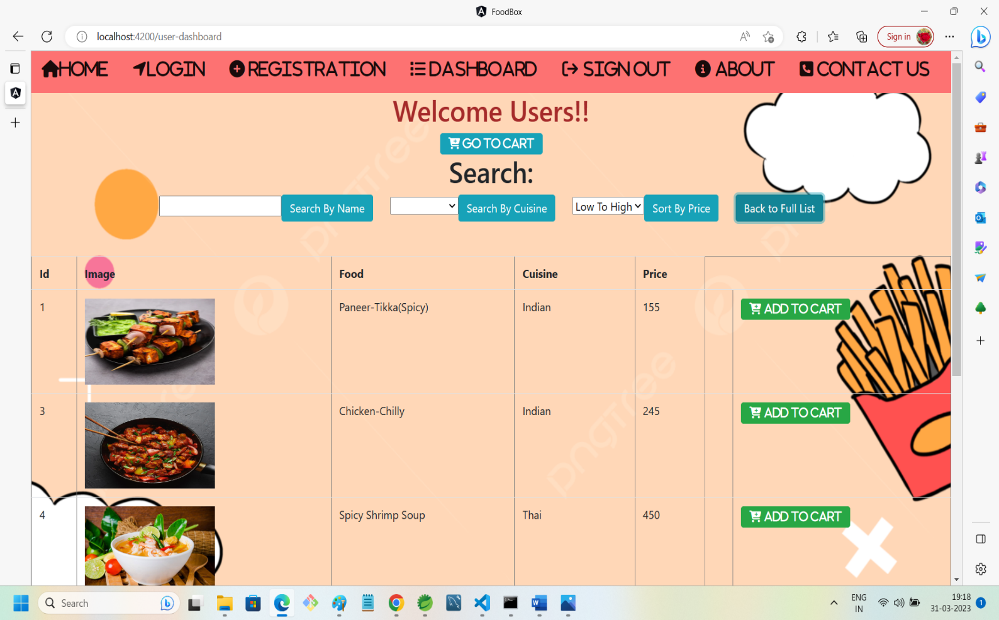 FoodBox
localhost:4200/user-dashboard
Sign in
HOME LOGIN REGISTRATION DASHBOARD SIGN OUT ABOUT CONTACT US
Welcome Users!!
GO TO CART
Search:
Search By Name Search By Cuisine Low To High Sort By Price Back to Full List
Id Image Food Cuisine Price
1 Paneer-Tikka(Spicy) Indian 155 ADD TO CART
3 Chicken-Chilly Indian 245 ADD TO CART
4 Spicy Shrimp Soup Thai 450 ADD TO CART
pngtree
pngtree
pngtree
Search
ENG
IN
19:18
31-03-2023
1